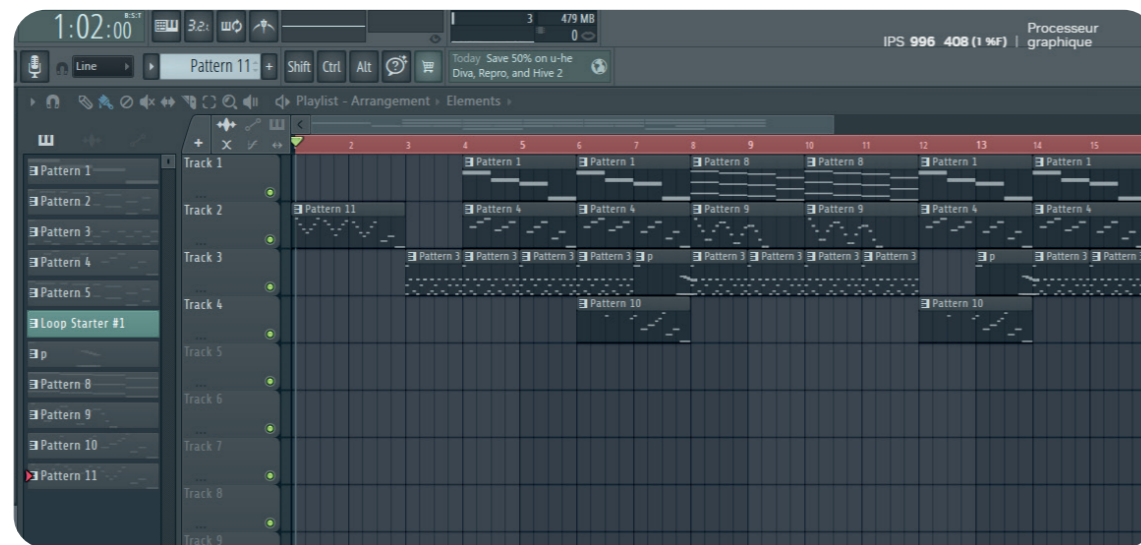 1:02:00 B:S:T
3.2:
3 479 MB
0
IPS 996 408 (1 %F) | Processeur graphique
Line
Pattern 11
+
Shift Ctrl Alt
Today Save 50% on u-he
Diva, Repro, and Hive 2
Playlist - Arrangement Elements
2 3 4 5 6 7 8 9 10 11 12 13 14 15
Pattern 1
Pattern 2
Pattern 3
Pattern 4
Pattern 5
Loop Starter #1
p
Pattern 8
Pattern 9
Pattern 10
Pattern 11
Track 1
Pattern 1 Pattern 1 Pattern 8 Pattern 8 Pattern 1 Pattern 1
Track 2
Pattern 11 Pattern 4 Pattern 4 Pattern 9 Pattern 9 Pattern 4 Pattern 4
Track 3
Pattern 3 Pattern 3 Pattern 3 Pattern 3 p Pattern 3 Pattern 3 Pattern 3 Pattern 3 p Pattern 3 Pattern
Track 4
Pattern 10 Pattern 10
Track 5
Track 6
Track 7
Track 8
Track 9